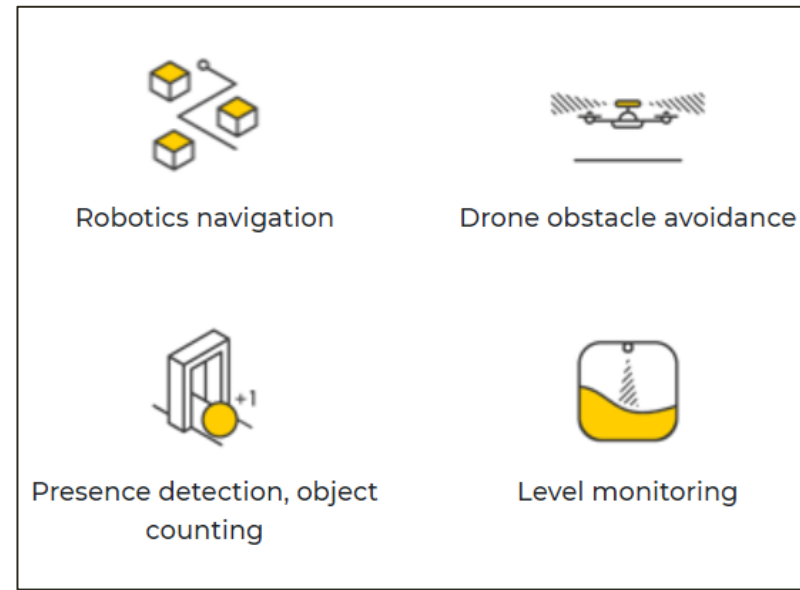 Robotics navigation
Drone obstacle avoidance
+1
Presence detection, object
counting
Level monitoring